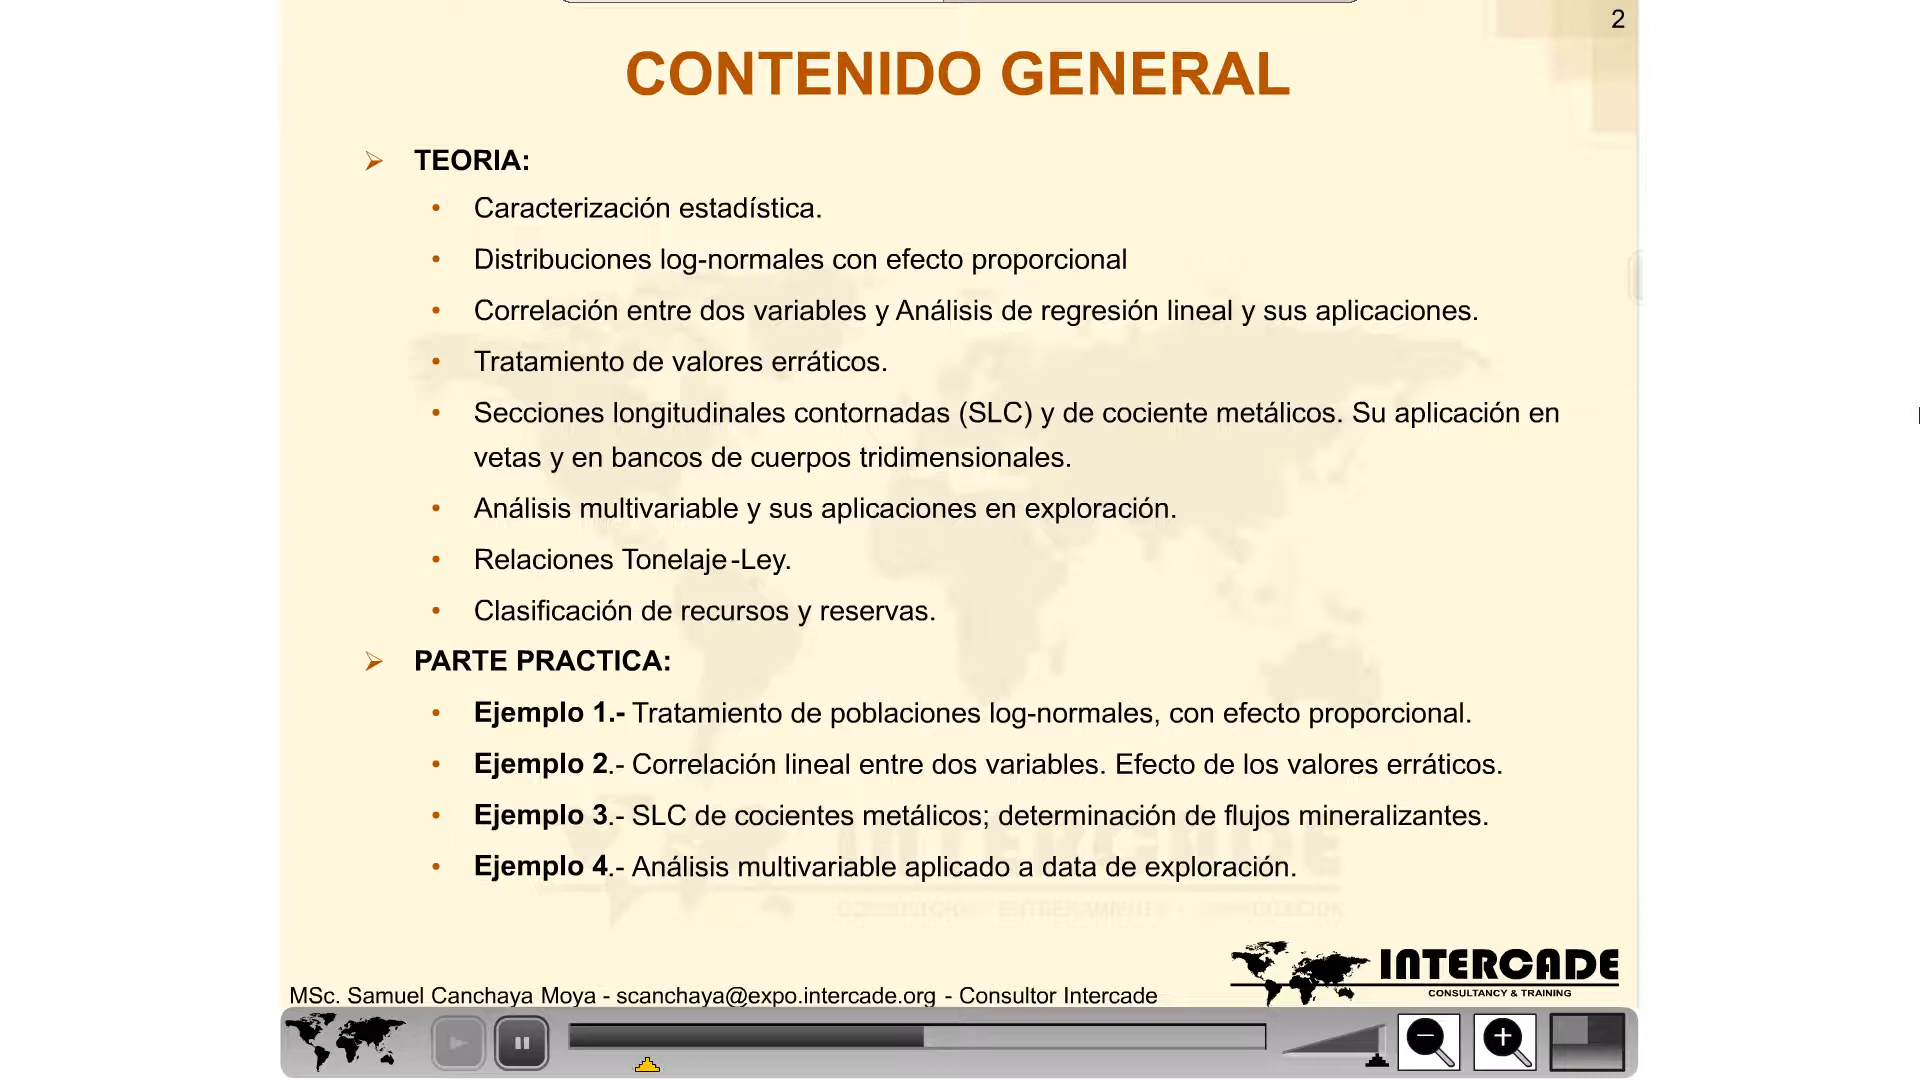 2
CONTENIDO GENERAL
➢ TEORIA:
• Caracterización estadística.
• Distribuciones log-normales con efecto proporcional
• Correlación entre dos variables y Análisis de regresión lineal y sus aplicaciones.
• Tratamiento de valores erráticos.
• Secciones longitudinales contornadas (SLC) y de cociente metálicos. Su aplicación en
vetas y en bancos de cuerpos tridimensionales.
• Análisis multivariable y sus aplicaciones en exploración.
• Relaciones Tonelaje-Ley.
• Clasificación de recursos y reservas.
➢ PARTE PRACTICA:
• Ejemplo 1.- Tratamiento de poblaciones log-normales, con efecto proporcional.
• Ejemplo 2.- Correlación lineal entre dos variables. Efecto de los valores erráticos.
• Ejemplo 3.- SLC de cocientes metálicos; determinación de flujos mineralizantes.
• Ejemplo 4.- Análisis multivariable aplicado a data de exploración.
INTERCADE
CONSULTANCY & TRAINING
MSc. Samuel Canchaya Moya - scanchaya@expo.intercade.org - Consultor Intercade